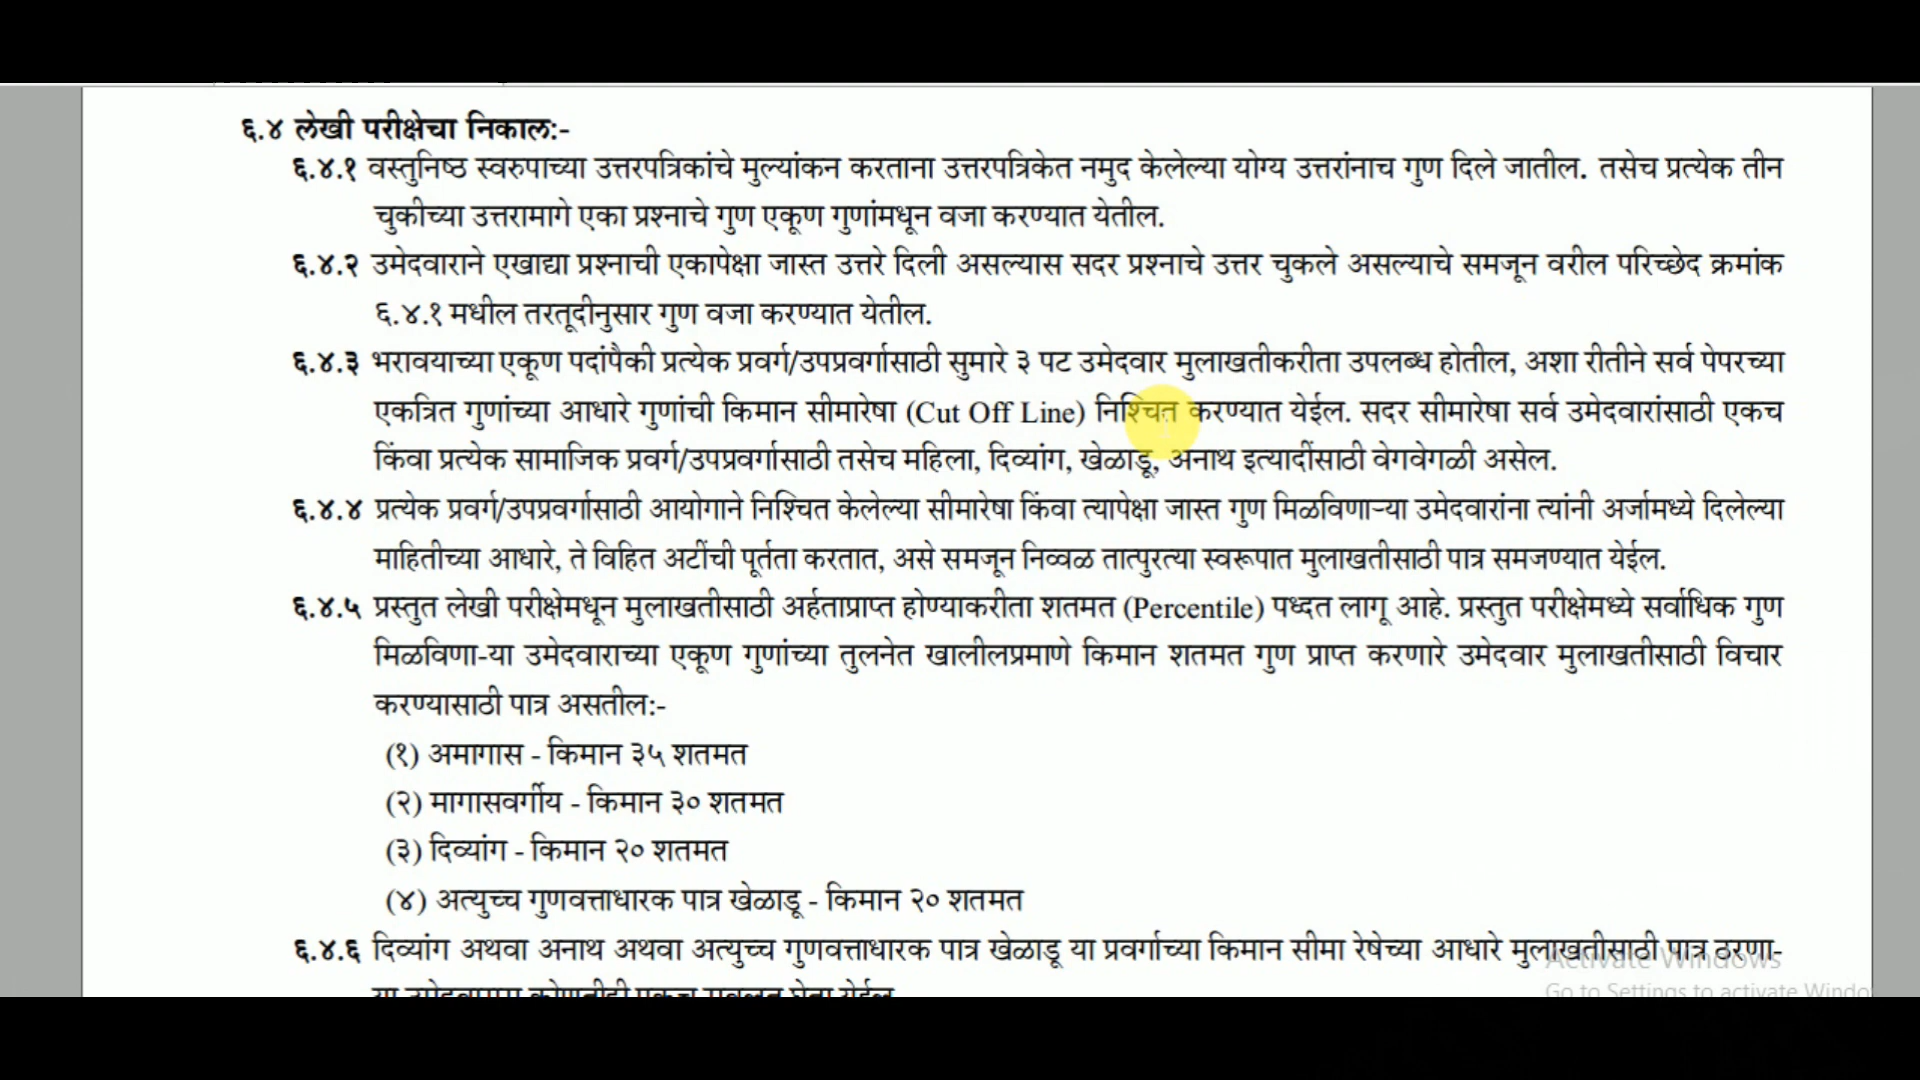 ६.४ लेखी परीक्षेचा निकाल:-
६.४.१ वस्तुनिष्ठ स्वरुपाच्या उत्तरपत्रिकांचे मुल्यांकन करताना उत्तरपत्रिकेत नमुद केलेल्या योग्य उत्तरांनाच गुण दिले जातील. तसेच प्रत्येक तीन
चुकीच्या उत्तरामागे एका प्रश्नाचे गुण एकूण गुणांमधून वजा करण्यात येतील.
६.४.२ उमेदवाराने एखाद्या प्रश्नाची एकापेक्षा जास्त उत्तरे दिली असल्यास सदर प्रश्नाचे उत्तर चुकले असल्याचे समजून वरील परिच्छेद क्रमांक
६.४.१ मधील तरतूदीनुसार गुण वजा करण्यात येतील.
६.४.३ भरावयाच्या एकूण पदांपैकी प्रत्येक प्रवर्ग/उपप्रवर्गासाठी सुमारे ३ पट उमेदवार मुलाखतीकरीता उपलब्ध होतील, अशा रीतीने सर्व पेपरच्या
एकत्रित गुणांच्या आधारे गुणांची किमान सीमारेषा (Cut Off Line) निश्चित करण्यात येईल. सदर सीमारेषा सर्व उमेदवारांसाठी एकच
किंवा प्रत्येक सामाजिक प्रवर्ग/उपप्रवर्गासाठी तसेच महिला, दिव्यांग, खेळाडू, अनाथ इत्यादींसाठी वेगवेगळी असेल.
६.४.४ प्रत्येक प्रवर्ग/उपप्रवर्गासाठी आयोगाने निश्चित केलेल्या सीमारेषा किंवा त्यापेक्षा जास्त गुण मिळविणाऱ्या उमेदवारांना त्यांनी अर्जामध्ये दिलेल्या
माहितीच्या आधारे, ते विहित अटींची पूर्तता करतात, असे समजून निव्वळ तात्पुरत्या स्वरूपात मुलाखतीसाठी पात्र समजण्यात येईल.
६.४.५ प्रस्तुत लेखी परीक्षेमधून मुलाखतीसाठी अर्हताप्राप्त होण्याकरीता शतमत (Percentile) पध्दत लागू आहे. प्रस्तुत परीक्षेमध्ये सर्वाधिक गुण
मिळविणा-या उमेदवाराच्या एकूण गुणांच्या तुलनेत खालीलप्रमाणे किमान शतमत गुण प्राप्त करणारे उमेदवार मुलाखतीसाठी विचार
करण्यासाठी पात्र असतील:-
(१) अमागास - किमान ३५ शतमत
(२) मागासवर्गीय - किमान ३० शतमत
(३) दिव्यांग - किमान २० शतमत
(४) अत्युच्च गुणवत्ताधारक पात्र खेळाडू - किमान २० शतमत
६.४.६ दिव्यांग अथवा अनाथ अथवा अत्युच्च गुणवत्ताधारक पात्र खेळाडू या प्रवर्गाच्या किमान सीमा रेषेच्या आधारे मुलाखतीसाठी पात्र ठरणा-
Activate Windows
Go to Settings to activate Windo